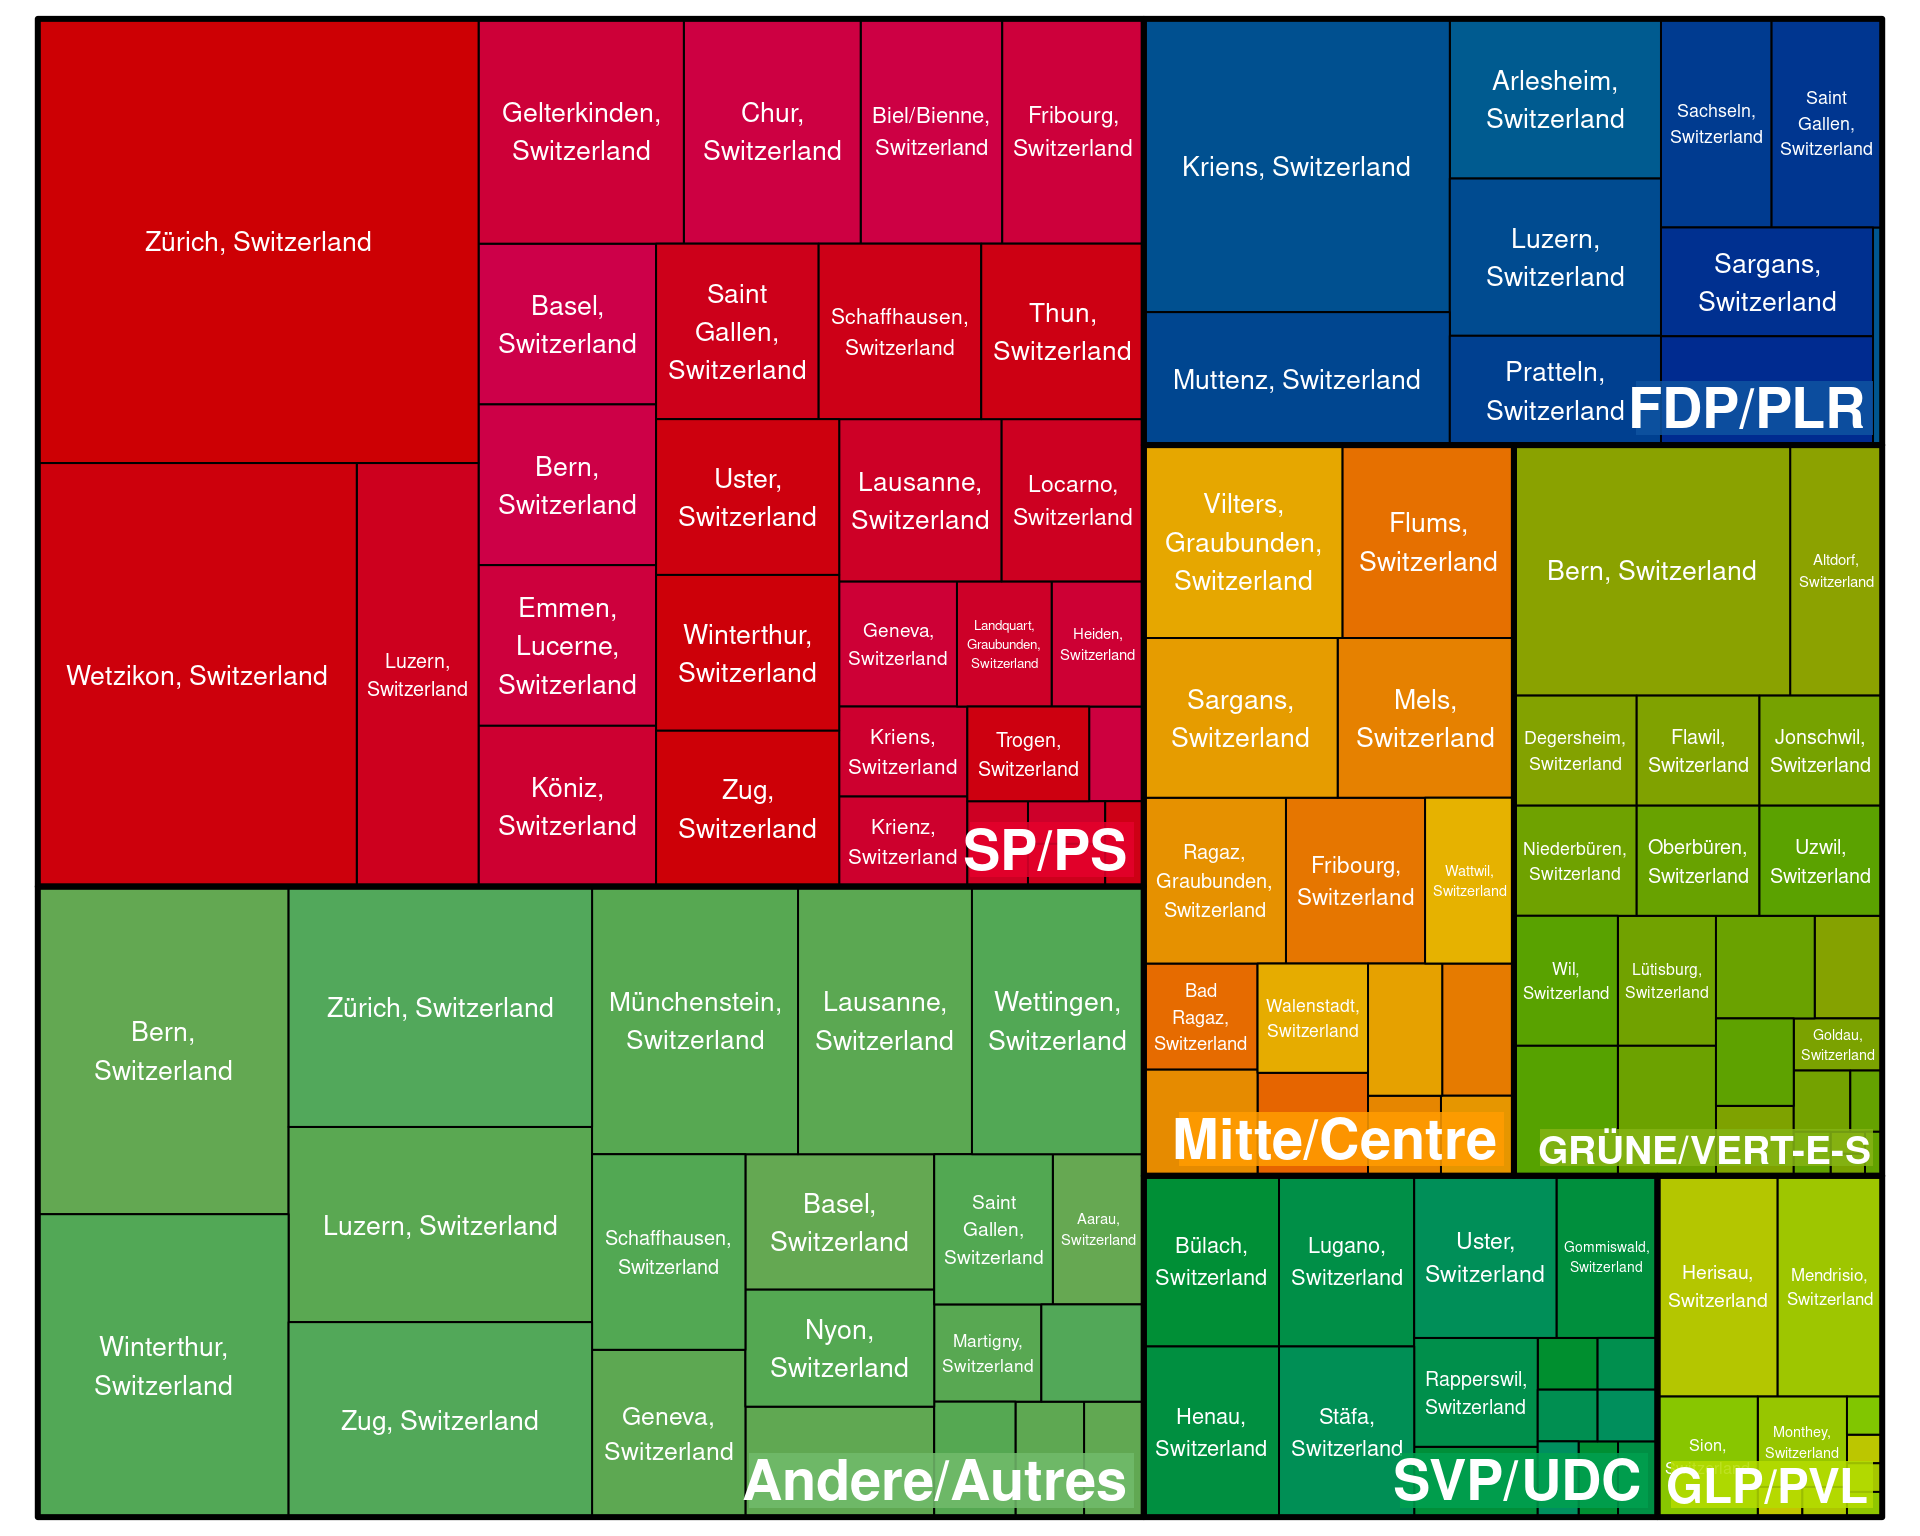 Zürich, Switzerland
Wetzikon, Switzerland
Luzern,
Switzerland
Gelterkinden,
Switzerland
Chur,
Switzerland
Biel/Bienne,
Switzerland
Fribourg,
Switzerland
Basel,
Switzerland
Bern,
Switzerland
Emmen,
Lucerne,
Switzerland
Köniz,
Switzerland
Saint
Gallen,
Switzerland
Schaffhausen,
Switzerland
Thun,
Switzerland
Uster,
Switzerland
Winterthur,
Switzerland
Zug,
Switzerland
Lausanne,
Switzerland
Locarno,
Switzerland
Geneva,
Switzerland
Landquart,
Graubunden,
Switzerland
Heiden,
Switzerland
Kriens,
Switzerland
Krienz,
Switzerland
Trogen,
Switzerland
SP/PS
Kriens, Switzerland
Muttenz, Switzerland
Arlesheim,
Switzerland
Luzern,
Switzerland
Pratteln,
Switzerland
Sachseln,
Switzerland
Saint
Gallen,
Switzerland
Sargans,
Switzerland
FDP/PLR
Vilters,
Graubunden,
Switzerland
Flums,
Switzerland
Sargans,
Switzerland
Mels,
Switzerland
Ragaz,
Graubunden,
Switzerland
Fribourg,
Switzerland
Wattwil,
Switzerland
Bad
Ragaz,
Switzerland
Walenstadt,
Switzerland
Mitte/Centre
Bern, Switzerland
Altdorf,
Switzerland
Degersheim,
Switzerland
Flawil,
Switzerland
Jonschwil,
Switzerland
Niederbüren,
Switzerland
Oberbüren,
Switzerland
Uzwil,
Switzerland
Wil,
Switzerland
Lütisburg,
Switzerland
Goldau,
Switzerland
GRÜNE/VERT-E-S
Bern,
Switzerland
Winterthur,
Switzerland
Zürich, Switzerland
Luzern, Switzerland
Zug, Switzerland
Münchenstein,
Switzerland
Lausanne,
Switzerland
Wettingen,
Switzerland
Schaffhausen,
Switzerland
Geneva,
Switzerland
Basel,
Switzerland
Nyon,
Switzerland
Saint
Gallen,
Switzerland
Aarau,
Switzerland
Martigny,
Switzerland
Andere/Autres
Bülach,
Switzerland
Lugano,
Switzerland
Uster,
Switzerland
Gommiswald,
Switzerland
Henau,
Switzerland
Stäfa,
Switzerland
Rapperswil,
Switzerland
SVP/UDC
Herisau,
Switzerland
Mendrisio,
Switzerland
Sion,
Monthey,
Switzerland
GLP/PVL